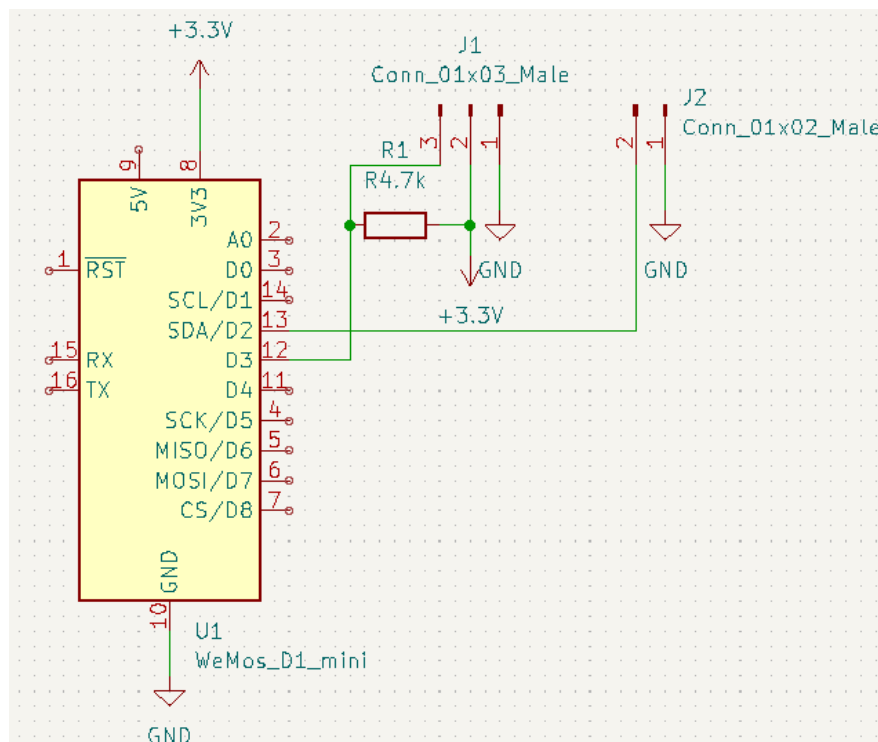 +3.3V
J1
Conn_01x03_Male
J2
Conn_01x02_Male
3
2
1
2
1
R1
R4.7k
9
8
5V
3V3
A0
2
D0
3
1
RST
SCL/D1
14
SDA/D2
13
15
RX
D3
12
16
TX
D4
11
SCK/D5
4
MISO/D6
5
MOSI/D7
6
CS/D8
7
GND
GND
+3.3V
GND
10
U1
WeMos_D1_mini
GND